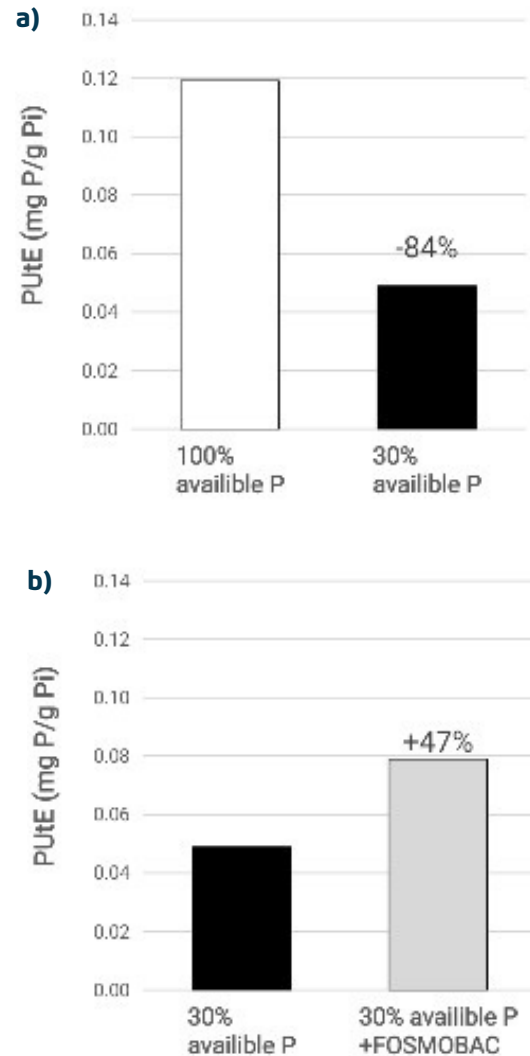 a)
PUtE (mg P/g Pi)
0.14
0.12
0.10
0.08
0.06
0.04
0.02
0.00
-84%
100%
availible P
30%
availible P
b)
PUtE (mg P/g Pi)
0.14
0.12
0.10
0.08
0.06
0.04
0.02
0.00
+47%
30%
availible P
30% availible P
+FOSMOBAC